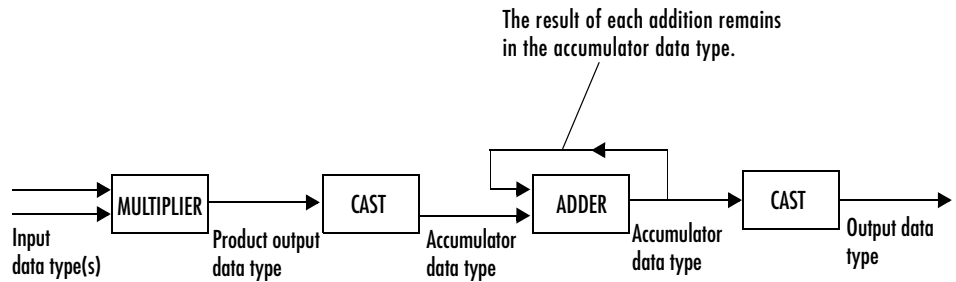 The result of each addition remains
in the accumulator data type.
MULTIPLIER
CAST
ADDER
CAST
Input
data type(s)
Product output
data type
Accumulator
data type
Accumulator
data type
Output data
type